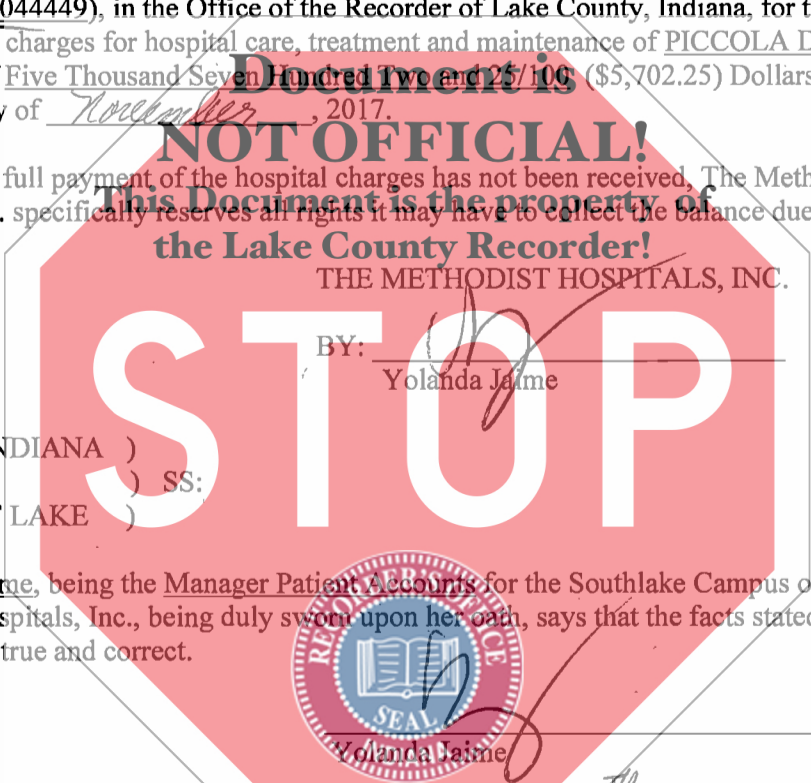 044449), in the Office of the Recorder of Lake County, Indiana, for t
charges for hospital care, treatment and maintenance of PICCOLA D
Five Thousand Seven Hundred Two and 25/100 ($5,702.25) Dollars
of November, 2017.
Document is
NOT OFFICIAL!
This Document is the property of
the Lake County Recorder!
full payment of the hospital charges has not been received, The Meth
specifically reserves all rights it may have to collect the balance due
THE METHODIST HOSPITALS, INC.
BY:
Yolanda Jaime
STOP
NDIANA )
) SS:
LAKE )
me, being the Manager Patient Accounts for the Southlake Campus o
spitals, Inc., being duly sworn upon her oath, says that the facts stated
true and correct.
RECORDER'S OFFICE
SEAL
INDIANA
Yolanda Jaime